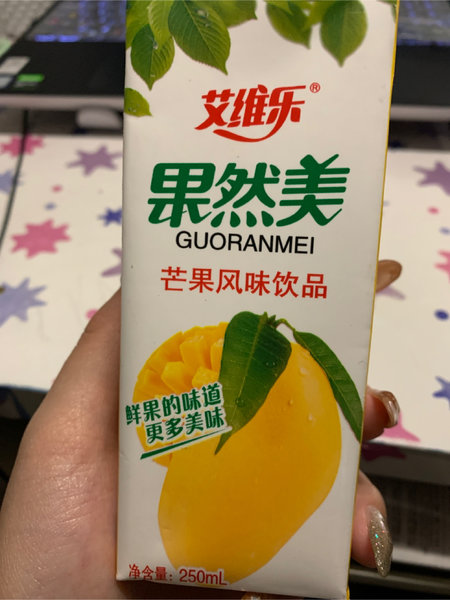 艾维乐®
果然美
GUORANMEI
芒果风味饮品
鲜果的味道
更多美味
净含量: 250mL